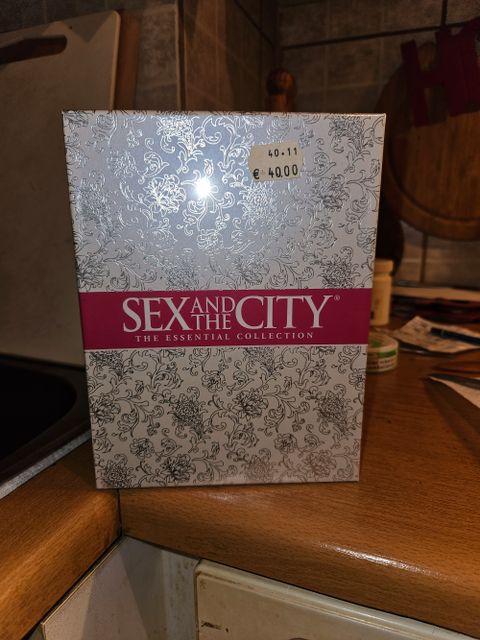 40.11
€ 40.00
SEX AND THE CITY®
THE ESSENTIAL COLLECTION
H